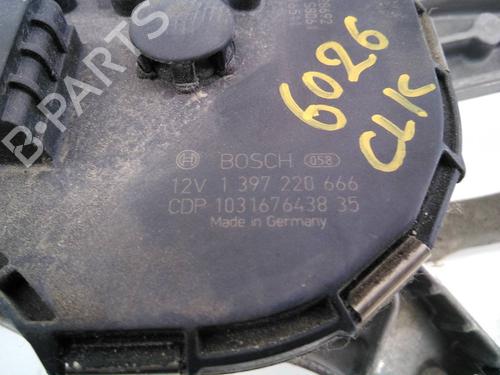 BOSCH 058
12V 1 397 220 666
CDP 1031676438 35
Made in Germany
6026
CLK
B-PARTS